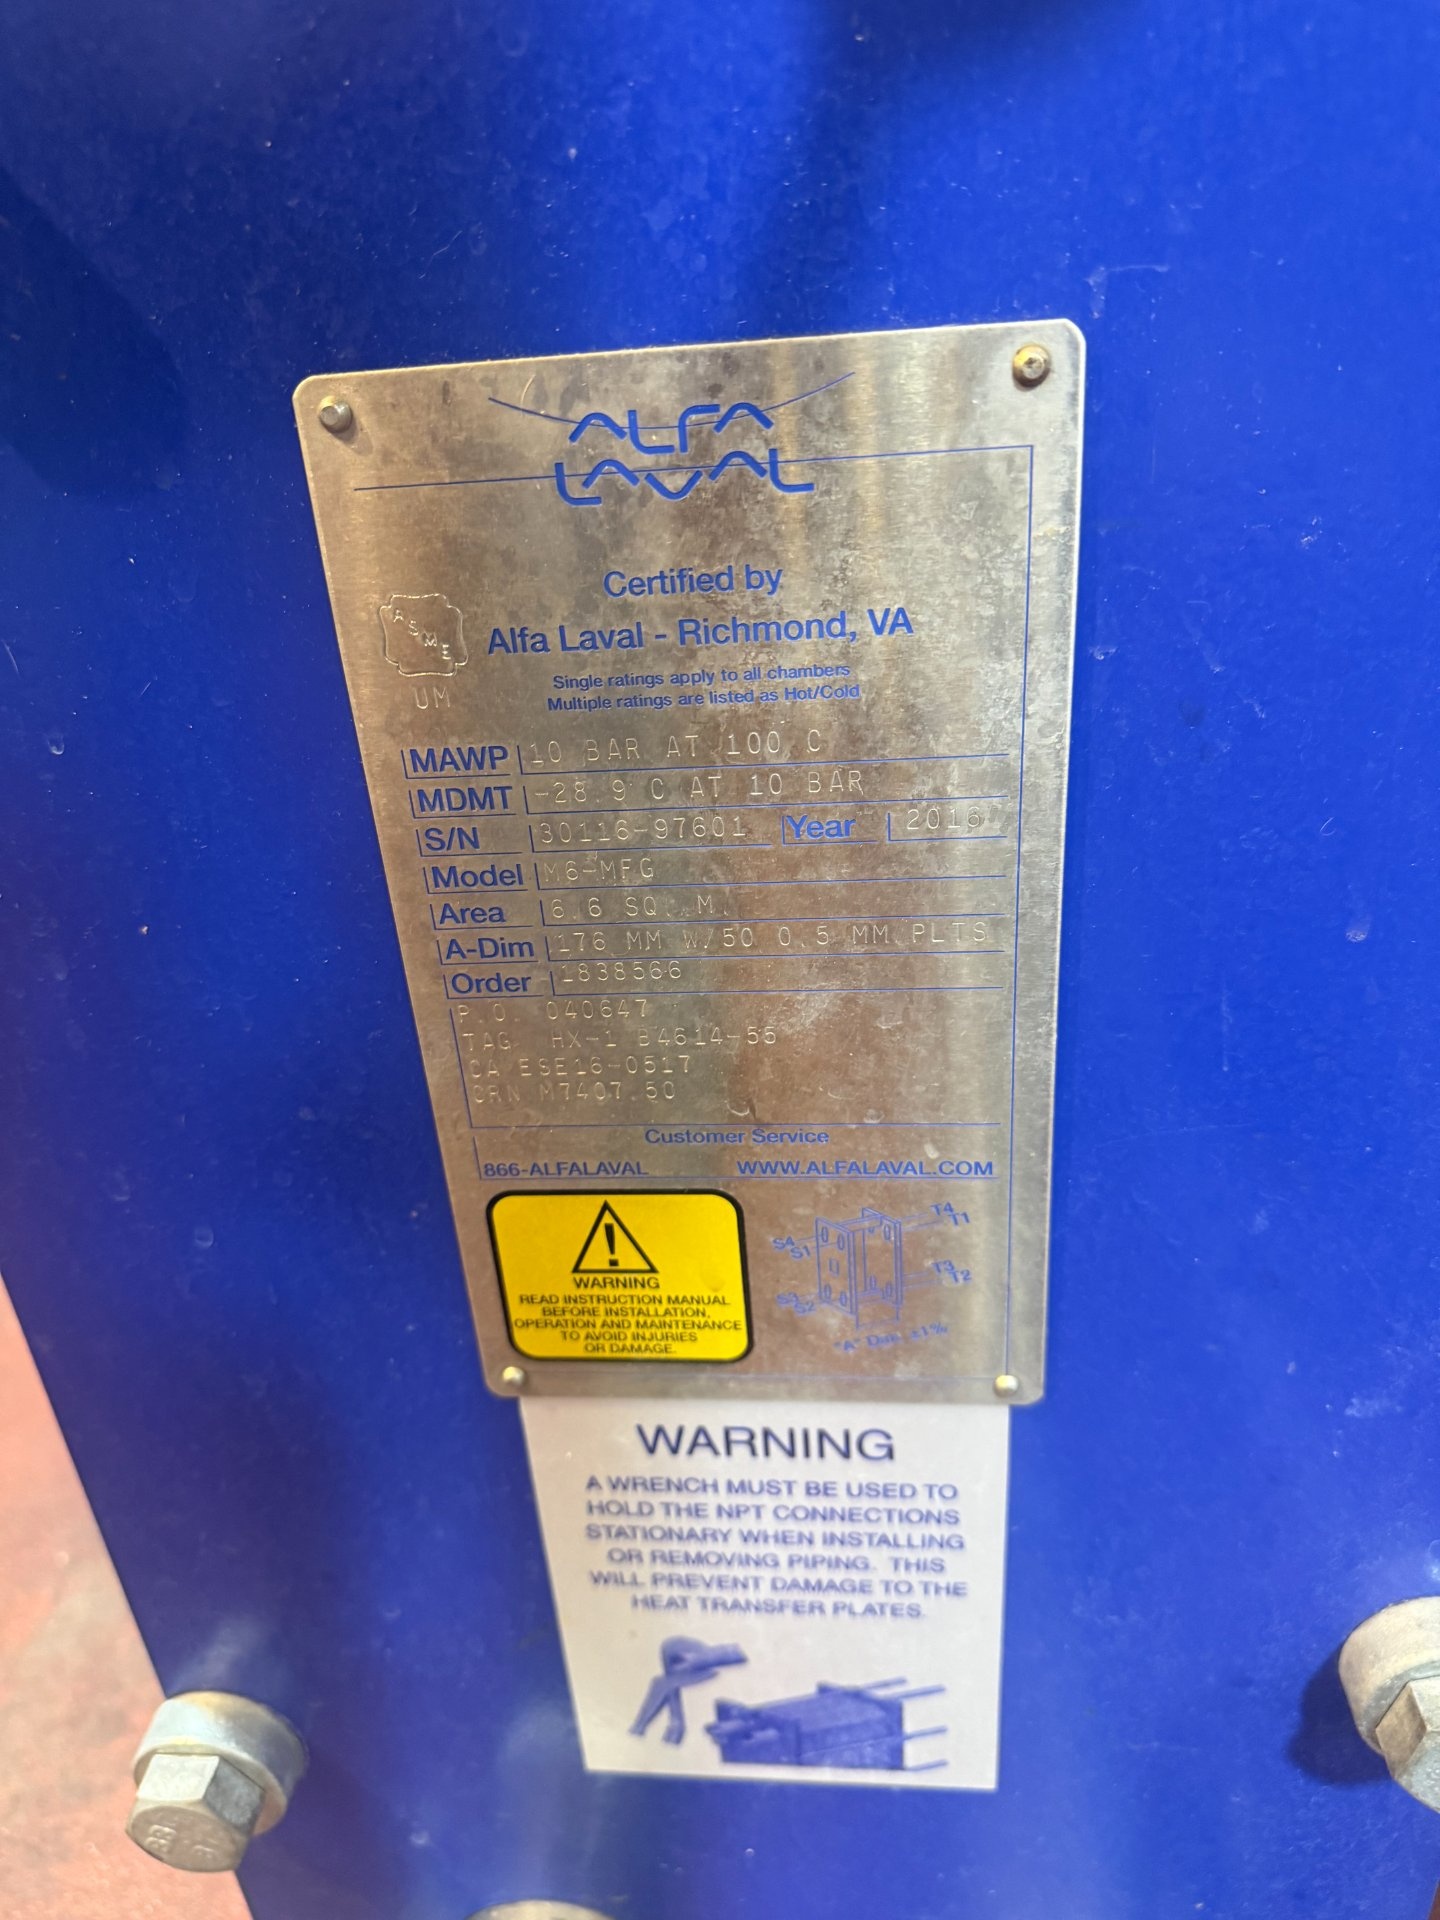 ALFA
LAVAL
Certified by
Alfa Laval - Richmond, VA
ASME
UM
Single ratings apply to all chambers
Multiple ratings are listed as Hot/Cold
MAWP 10 BAR AT 100 C
MDMT -28.9 C AT 10 BAR
S/N 30116-97601 Year 2016
Model M6-MFG
Area 6.6 SQ. M.
A-Dim 176 MM W/50 0.5 MM PLTS
Order 1838566
P.O. 040647
TAG HX-1 B4614-55
CA ESE16-0517
CRN M7407.50
Customer Service
866-ALFALAVAL WWW.ALFALAVAL.COM
WARNING
READ INSTRUCTION MANUAL
BEFORE INSTALLATION,
OPERATION AND MAINTENANCE
TO AVOID INJURIES
OR DAMAGE.
T4
T1
S4
S1
T3
T2
S3
S2
"A" Dim. ±1%
WARNING
A WRENCH MUST BE USED TO
HOLD THE NPT CONNECTIONS
STATIONARY WHEN INSTALLING
OR REMOVING PIPING. THIS
WILL PREVENT DAMAGE TO THE
HEAT TRANSFER PLATES.